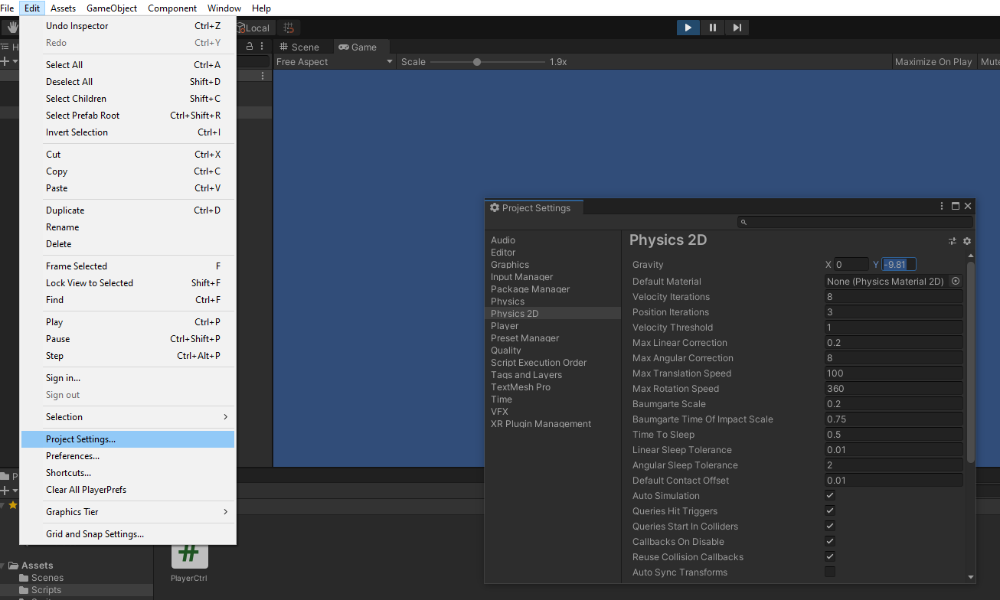 File Edit Assets GameObject Component Window Help
Undo Inspector Ctrl+Z
Redo Ctrl+Y
Select All Ctrl+A
Deselect All Shift+D
Select Children Shift+C
Select Prefab Root Ctrl+Shift+R
Invert Selection Ctrl+I
Cut Ctrl+X
Copy Ctrl+C
Paste Ctrl+V
Duplicate Ctrl+D
Rename
Delete
Frame Selected F
Lock View to Selected Shift+F
Find Ctrl+F
Play Ctrl+P
Pause Ctrl+Shift+P
Step Ctrl+Alt+P
Sign in...
Sign out
Selection
Project Settings...
Preferences...
Shortcuts...
Clear All PlayerPrefs
Graphics Tier
Grid and Snap Settings...
Local
H
Scene Game
Free Aspect Scale 1.9x Maximize On Play Mute
Project Settings
Audio
Editor
Graphics
Input Manager
Package Manager
Physics
Physics 2D
Player
Preset Manager
Quality
Script Execution Order
Tags and Layers
TextMesh Pro
Time
VFX
XR Plugin Management
Physics 2D
Gravity X 0 Y -9.81
Default Material None (Physics Material 2D)
Velocity Iterations 8
Position Iterations 3
Velocity Threshold 1
Max Linear Correction 0.2
Max Angular Correction 8
Max Translation Speed 100
Max Rotation Speed 360
Baumgarte Scale 0.2
Baumgarte Time Of Impact Scale 0.75
Time To Sleep 0.5
Linear Sleep Tolerance 0.01
Angular Sleep Tolerance 2
Default Contact Offset 0.01
Auto Simulation
Queries Hit Triggers
Queries Start In Colliders
Callbacks On Disable
Reuse Collision Callbacks
Auto Sync Transforms
P
Assets
Scenes
Scripts
#
PlayerCtrl